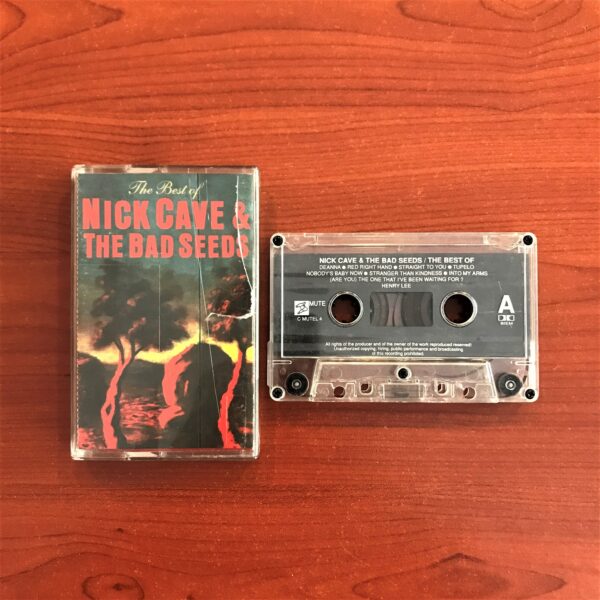 The Best of
NICK CAVE &
THE BAD SEEDS
NICK CAVE & THE BAD SEEDS / THE BEST OF
DEANNA ● RED RIGHT HAND ● STRAIGHT TO YOU ● TUPELO
NOBODY'S BABY NOW ● STRANGER THAN KINDNESS ● INTO MY ARMS
(ARE YOU) THE ONE THAT I'VE BEEN WAITING FOR ?
HENRY LEE
MUTE
C MUTEL 4
A
BIEM
All rights of the producer and of the owner of the work reproduced reserved!
Unauthorized copying, hiring, public performance and broadcasting
of this recording prohibited.